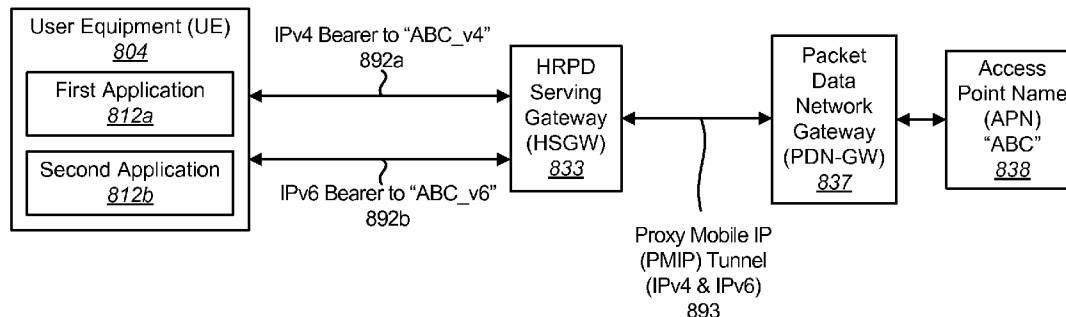 User Equipment (UE)
804
First Application
812a
Second Application
812b
IPv4 Bearer to “ABC_v4”
892a
IPv6 Bearer to “ABC_v6”
892b
HRPD
Serving
Gateway
(HSGW)
833
Proxy Mobile IP
(PMIP) Tunnel
(IPv4 & IPv6)
893
Packet
Data
Network
Gateway
(PDN-GW)
837
Access
Point Name
(APN)
“ABC”
838